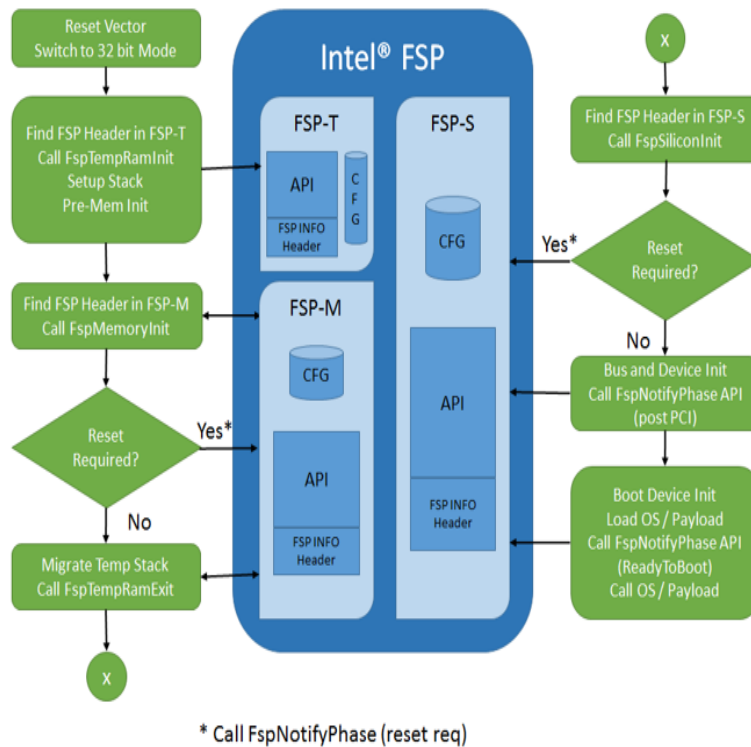 Reset Vector
Switch to 32 bit Mode
Find FSP Header in FSP-T
Call FspTempRamInit
Setup Stack
Pre-Mem Init
Find FSP Header in FSP-M
Call FspMemoryInit
Reset
Required?
Yes*
No
Migrate Temp Stack
Call FspTempRamExit
x
Intel® FSP
FSP-T
API
FSP INFO
Header
C
F
G
FSP-M
CFG
API
FSP INFO
Header
FSP-S
CFG
API
FSP INFO
Header
x
Find FSP Header in FSP-S
Call FspSiliconInit
Reset
Required?
Yes*
No
Bus and Device Init
Call FspNotifyPhase API
(post PCI)
Boot Device Init
Load OS / Payload
Call FspNotifyPhase API
(ReadyToBoot)
Call OS / Payload
* Call FspNotifyPhase (reset req)